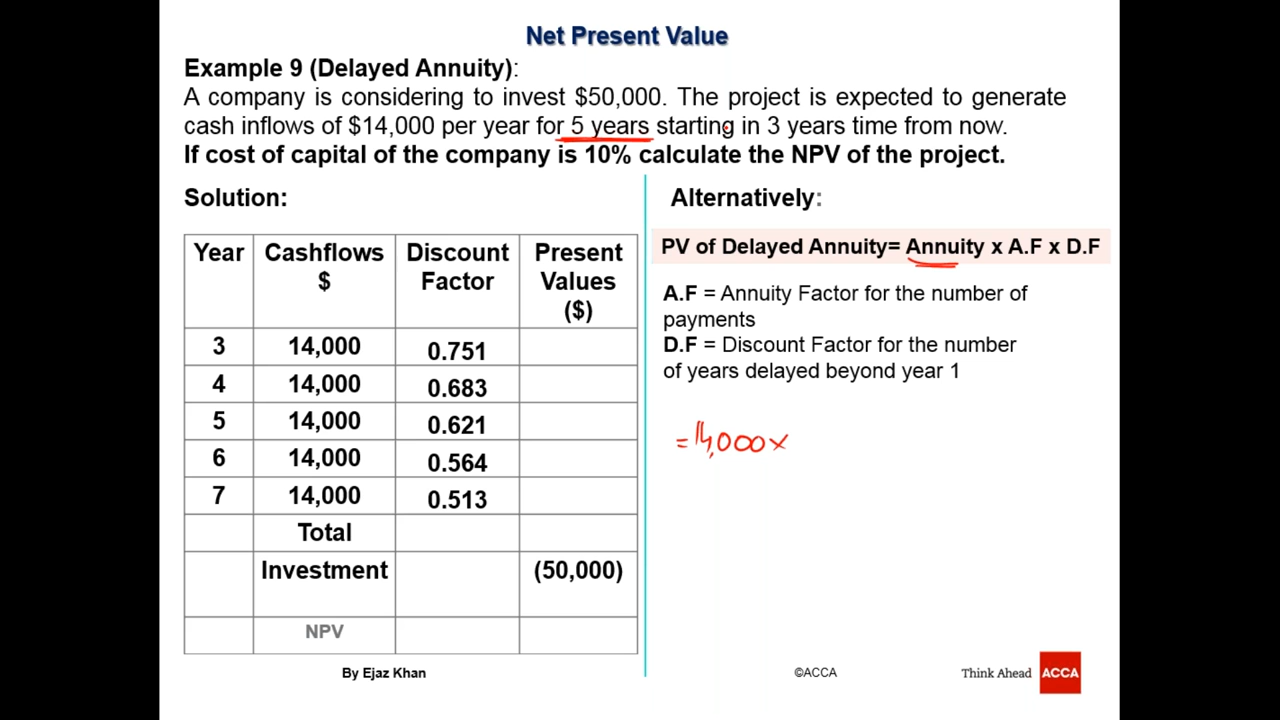 Net Present Value
Example 9 (Delayed Annuity):
A company is considering to invest $50,000. The project is expected to generate
cash inflows of $14,000 per year for 5 years starting in 3 years time from now.
If cost of capital of the company is 10% calculate the NPV of the project.
Solution:
Year Cashflows $ Discount Factor Present Values ($)
3 14,000 0.751
4 14,000 0.683
5 14,000 0.621
6 14,000 0.564
7 14,000 0.513
Total
Investment (50,000)
NPV
Alternatively:
PV of Delayed Annuity= Annuity x A.F x D.F
A.F = Annuity Factor for the number of
payments
D.F = Discount Factor for the number
of years delayed beyond year 1
= 14,000 x
By Ejaz Khan
©ACCA
Think Ahead ACCA